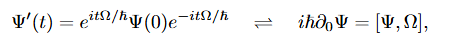 Ψ′(t) = e^{itΩ/ℏ}Ψ(0)e^{−itΩ/ℏ} ⇌ iℏ∂₀Ψ = [Ψ, Ω],